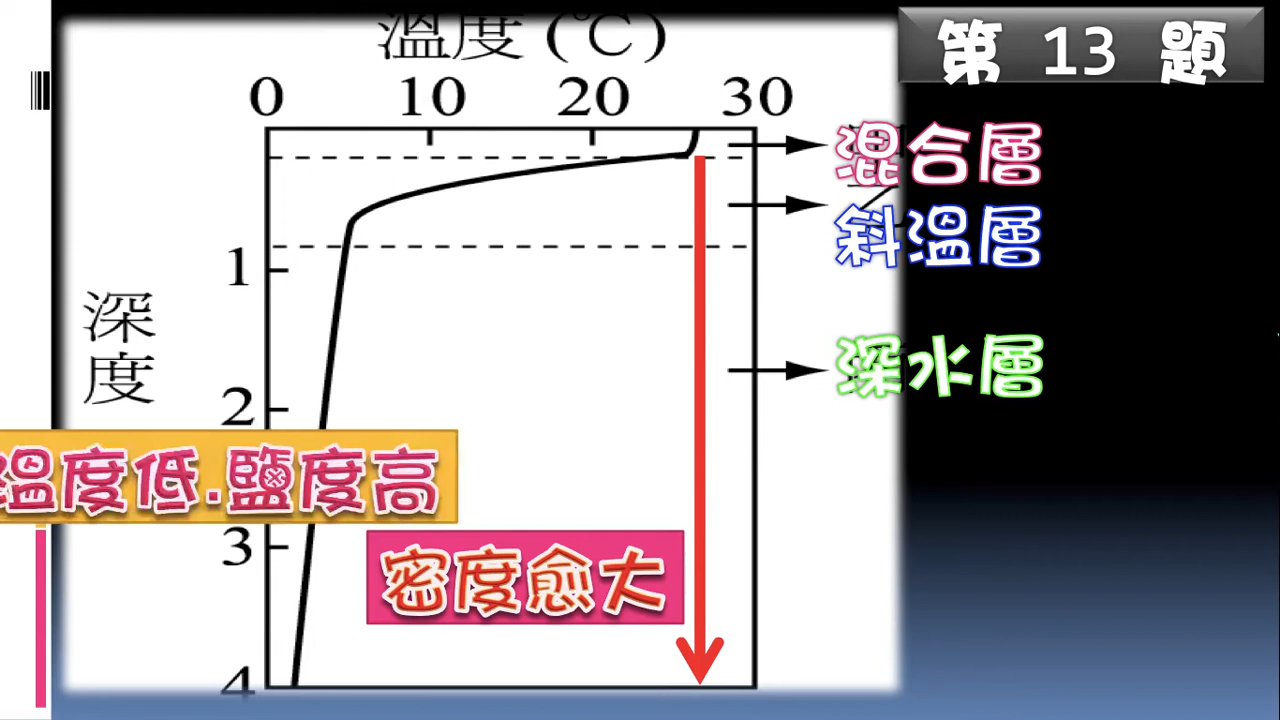 第 13 題
溫度 (℃)
0 10 20 30
混合層
斜溫層
1
深度
深水層
2
溫度低.鹽度高
3
密度愈大
4